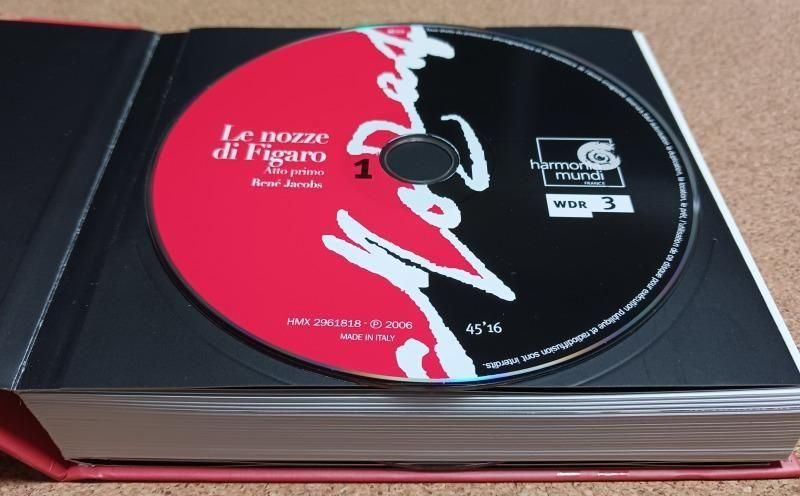 Le nozze
di Figaro
Atto primo
René Jacobs
1
Mozart
harmonia
mundi
FRANCE
WDR 3
HMX 2961818 · ℗ 2006
MADE IN ITALY
45'16